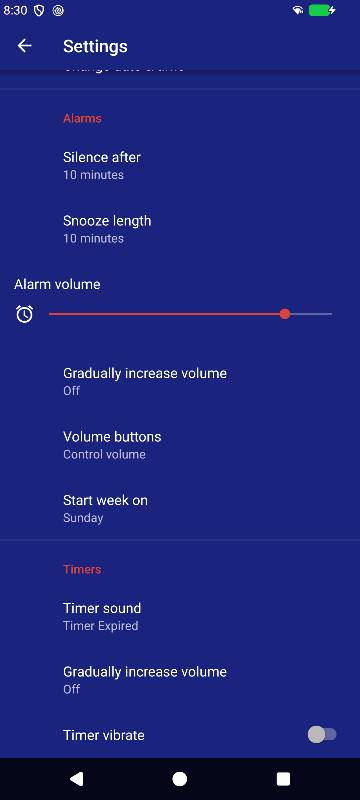 8:30
Settings
Alarms
Silence after
10 minutes
Snooze length
10 minutes
Alarm volume
Gradually increase volume
Off
Volume buttons
Control volume
Start week on
Sunday
Timers
Timer sound
Timer Expired
Gradually increase volume
Off
Timer vibrate